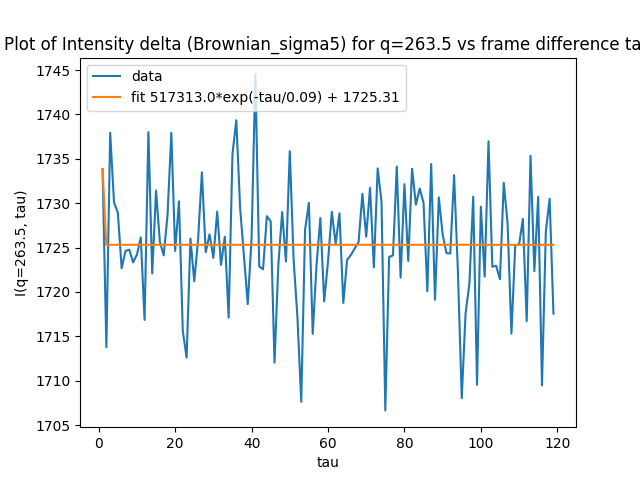 Plot of Intensity delta (Brownian_sigma5) for q=263.5 vs frame difference ta
data
fit 517313.0*exp(-tau/0.09) + 1725.31
I(q=263.5, tau)
1745
1740
1735
1730
1725
1720
1715
1710
1705
0 20 40 60 80 100 120
tau